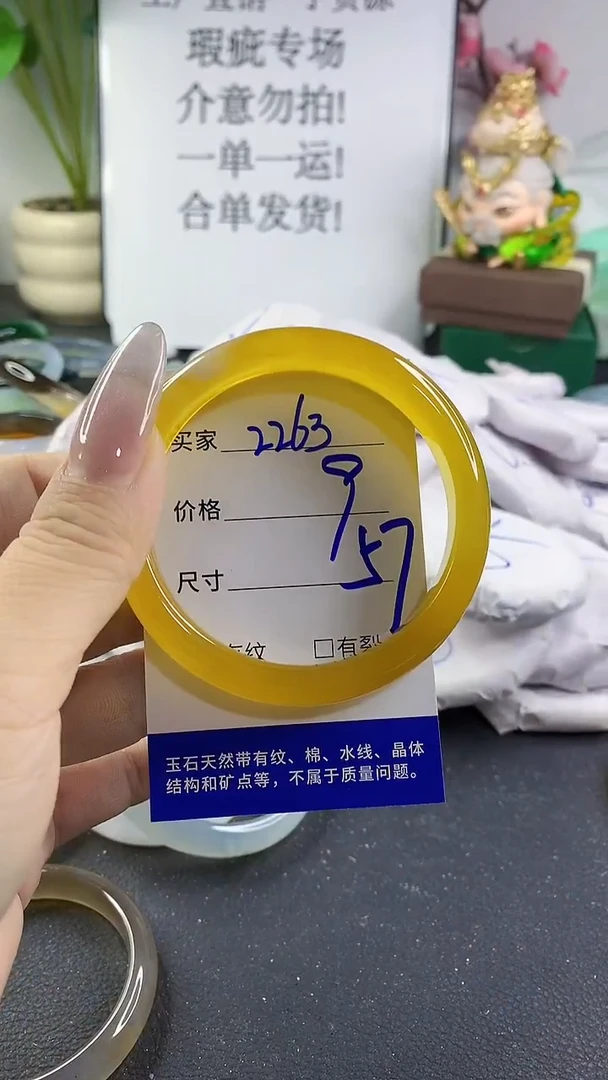 瑕疵专场
介意勿拍!
一单一运!
合单发货!
买家 2263
价格 9
尺寸 57
有纹 □有裂
玉石天然带有纹、棉、水线、晶体
结构和矿点等，不属于质量问题。